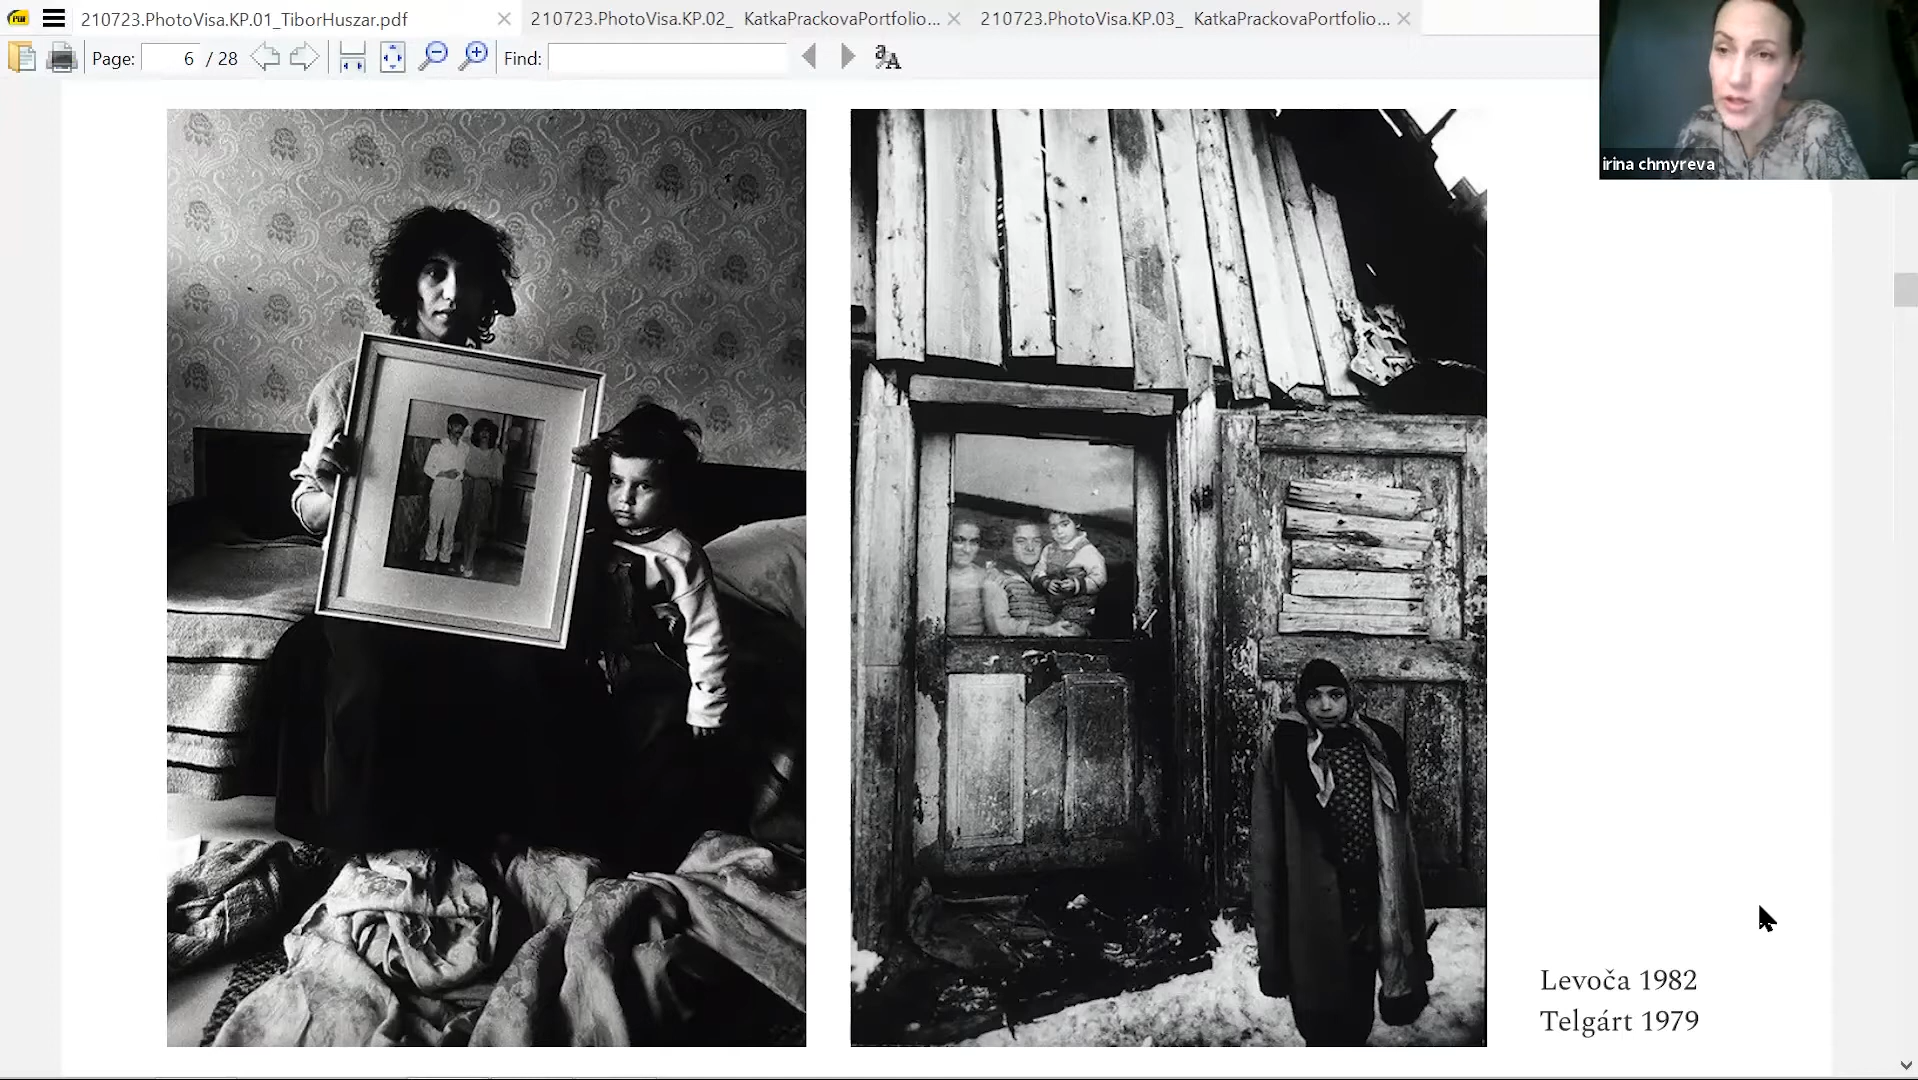 210723.PhotoVisa.KP.01_TiborHuszar.pdf
210723.PhotoVisa.KP.02_ KatkaPrackovaPortfolio...
210723.PhotoVisa.KP.03_ KatkaPrackovaPortfolio...
Page: 6 / 28
Find:
irina chmyreva
Levoča 1982
Telgárt 1979